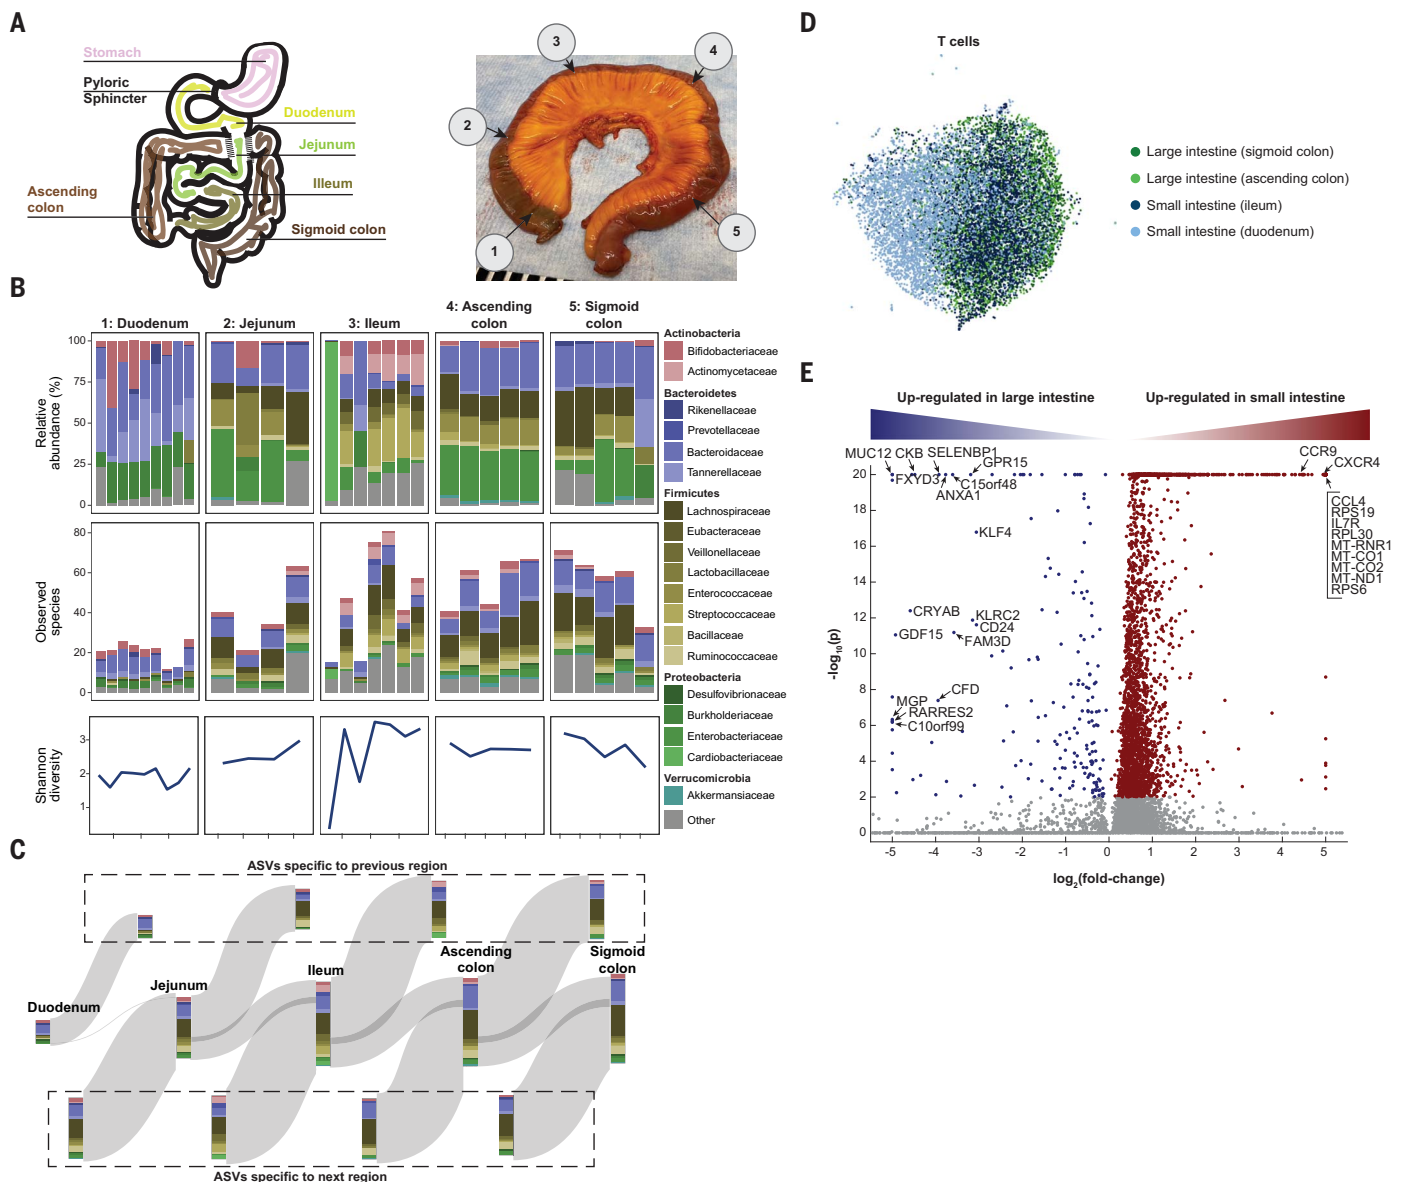 A
Stomach
Pyloric
Sphincter
Duodenum
Jejunum
Illeum
Ascending
colon
Sigmoid colon
1
2
3
4
5
B
1: Duodenum
2: Jejunum
3: Ileum
4: Ascending
colon
5: Sigmoid
colon
Relative
abundance (%)
100
75
50
25
0
Observed
species
80
60
40
20
0
Shannon
diversity
3
2
1
Actinobacteria
Bifidobacteriaceae
Actinomycetaceae
Bacteroidetes
Rikenellaceae
Prevotellaceae
Bacteroidaceae
Tannerellaceae
Firmicutes
Lachnospiraceae
Eubacteraceae
Veillonellaceae
Lactobacillaceae
Enterococcaceae
Streptococcaceae
Bacillaceae
Ruminococcaceae
Proteobacteria
Desulfovibrionaceae
Burkholderiaceae
Enterobacteriaceae
Cardiobacteriaceae
Verrucomicrobia
Akkermansiaceae
Other
C
ASVs specific to previous region
Duodenum
Jejunum
Ileum
Ascending
colon
Sigmoid
colon
ASVs specific to next region
D
T cells
Large intestine (sigmoid colon)
Large intestine (ascending colon)
Small intestine (ileum)
Small intestine (duodenum)
E
Up-regulated in large intestine
Up-regulated in small intestine
MUC12
CKB
SELENBP1
GPR15
FXYD3
C15orf48
ANXA1
KLF4
CRYAB
KLRC2
CD24
GDF15
FAM3D
CFD
MGP
RARRES2
C10orf99
CCR9
CXCR4
CCL4
RPS19
IL7R
RPL30
MT-RNR1
MT-CO1
MT-CO2
MT-ND1
RPS6
-log10(p)
20
18
16
14
12
10
8
6
4
2
0
-5 -4 -3 -2 -1 0 1 2 3 4 5
log2(fold-change)